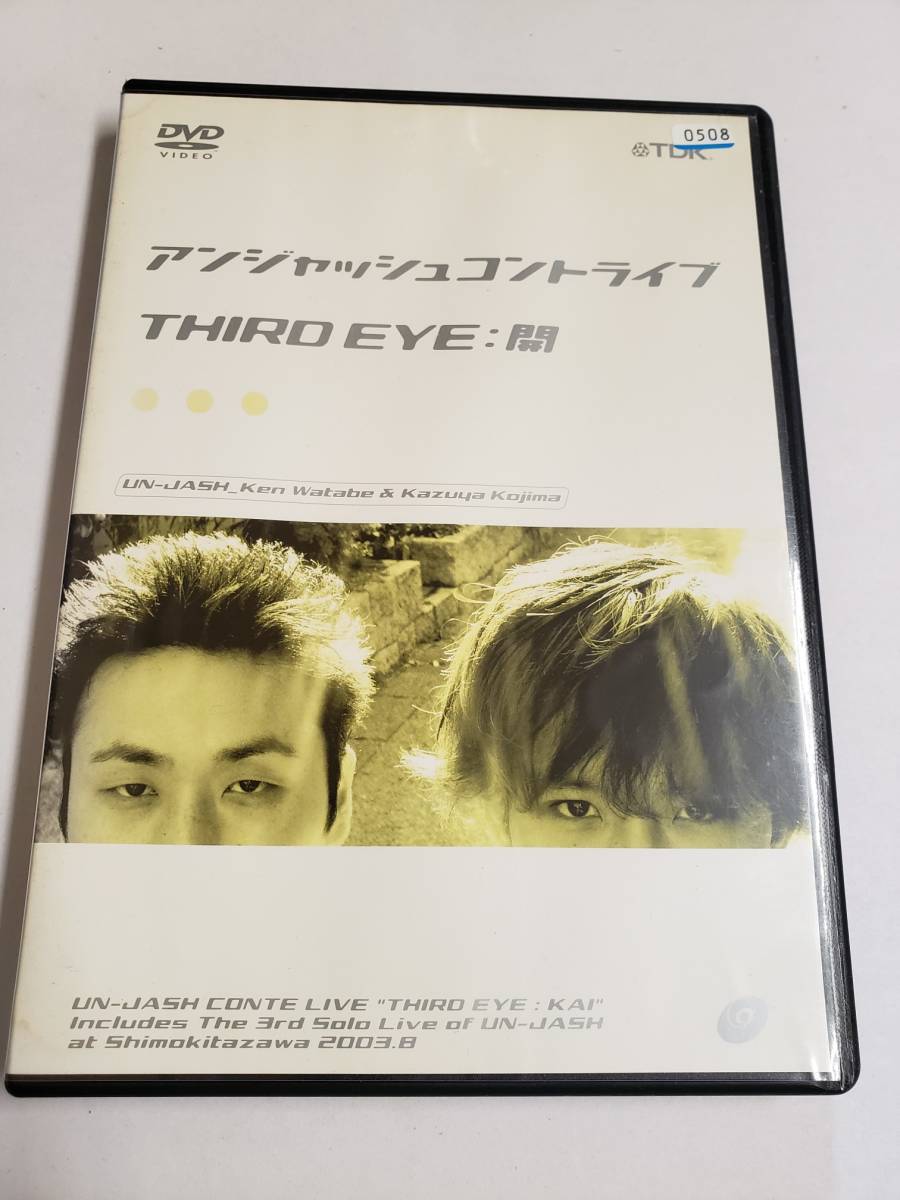 DVD
VIDEO
0508
TDK
アンジャッシュコントライブ
THIRD EYE:開
UN-JASH_Ken Watabe & Kazuya Kojima
UN-JASH CONTE LIVE "THIRD EYE : KAI"
Includes The 3rd Solo Live of UN-JASH
at Shimokitazawa 2003.8